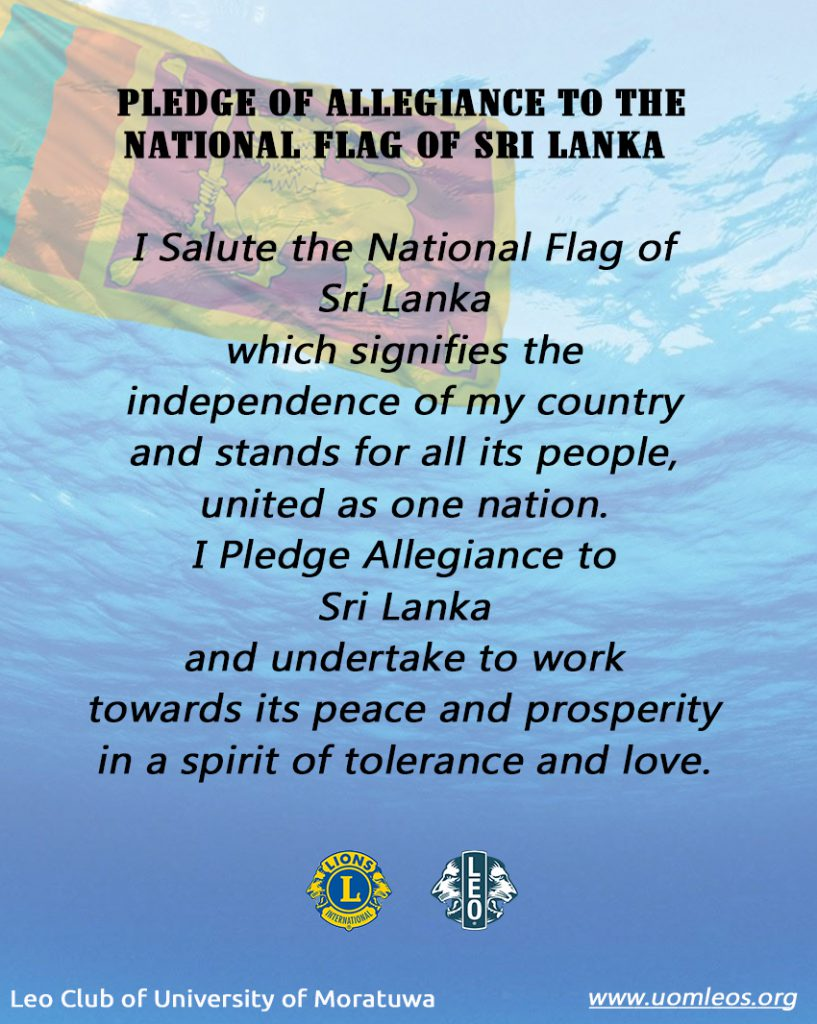 PLEDGE OF ALLEGIANCE TO THE
NATIONAL FLAG OF SRI LANKA
I Salute the National Flag of
Sri Lanka
which signifies the
independence of my country
and stands for all its people,
united as one nation.
I Pledge Allegiance to
Sri Lanka
and undertake to work
towards its peace and prosperity
in a spirit of tolerance and love.
LIONS
L
INTERNATIONAL
LEO
Leo Club of University of Moratuwa
www.uomleos.org